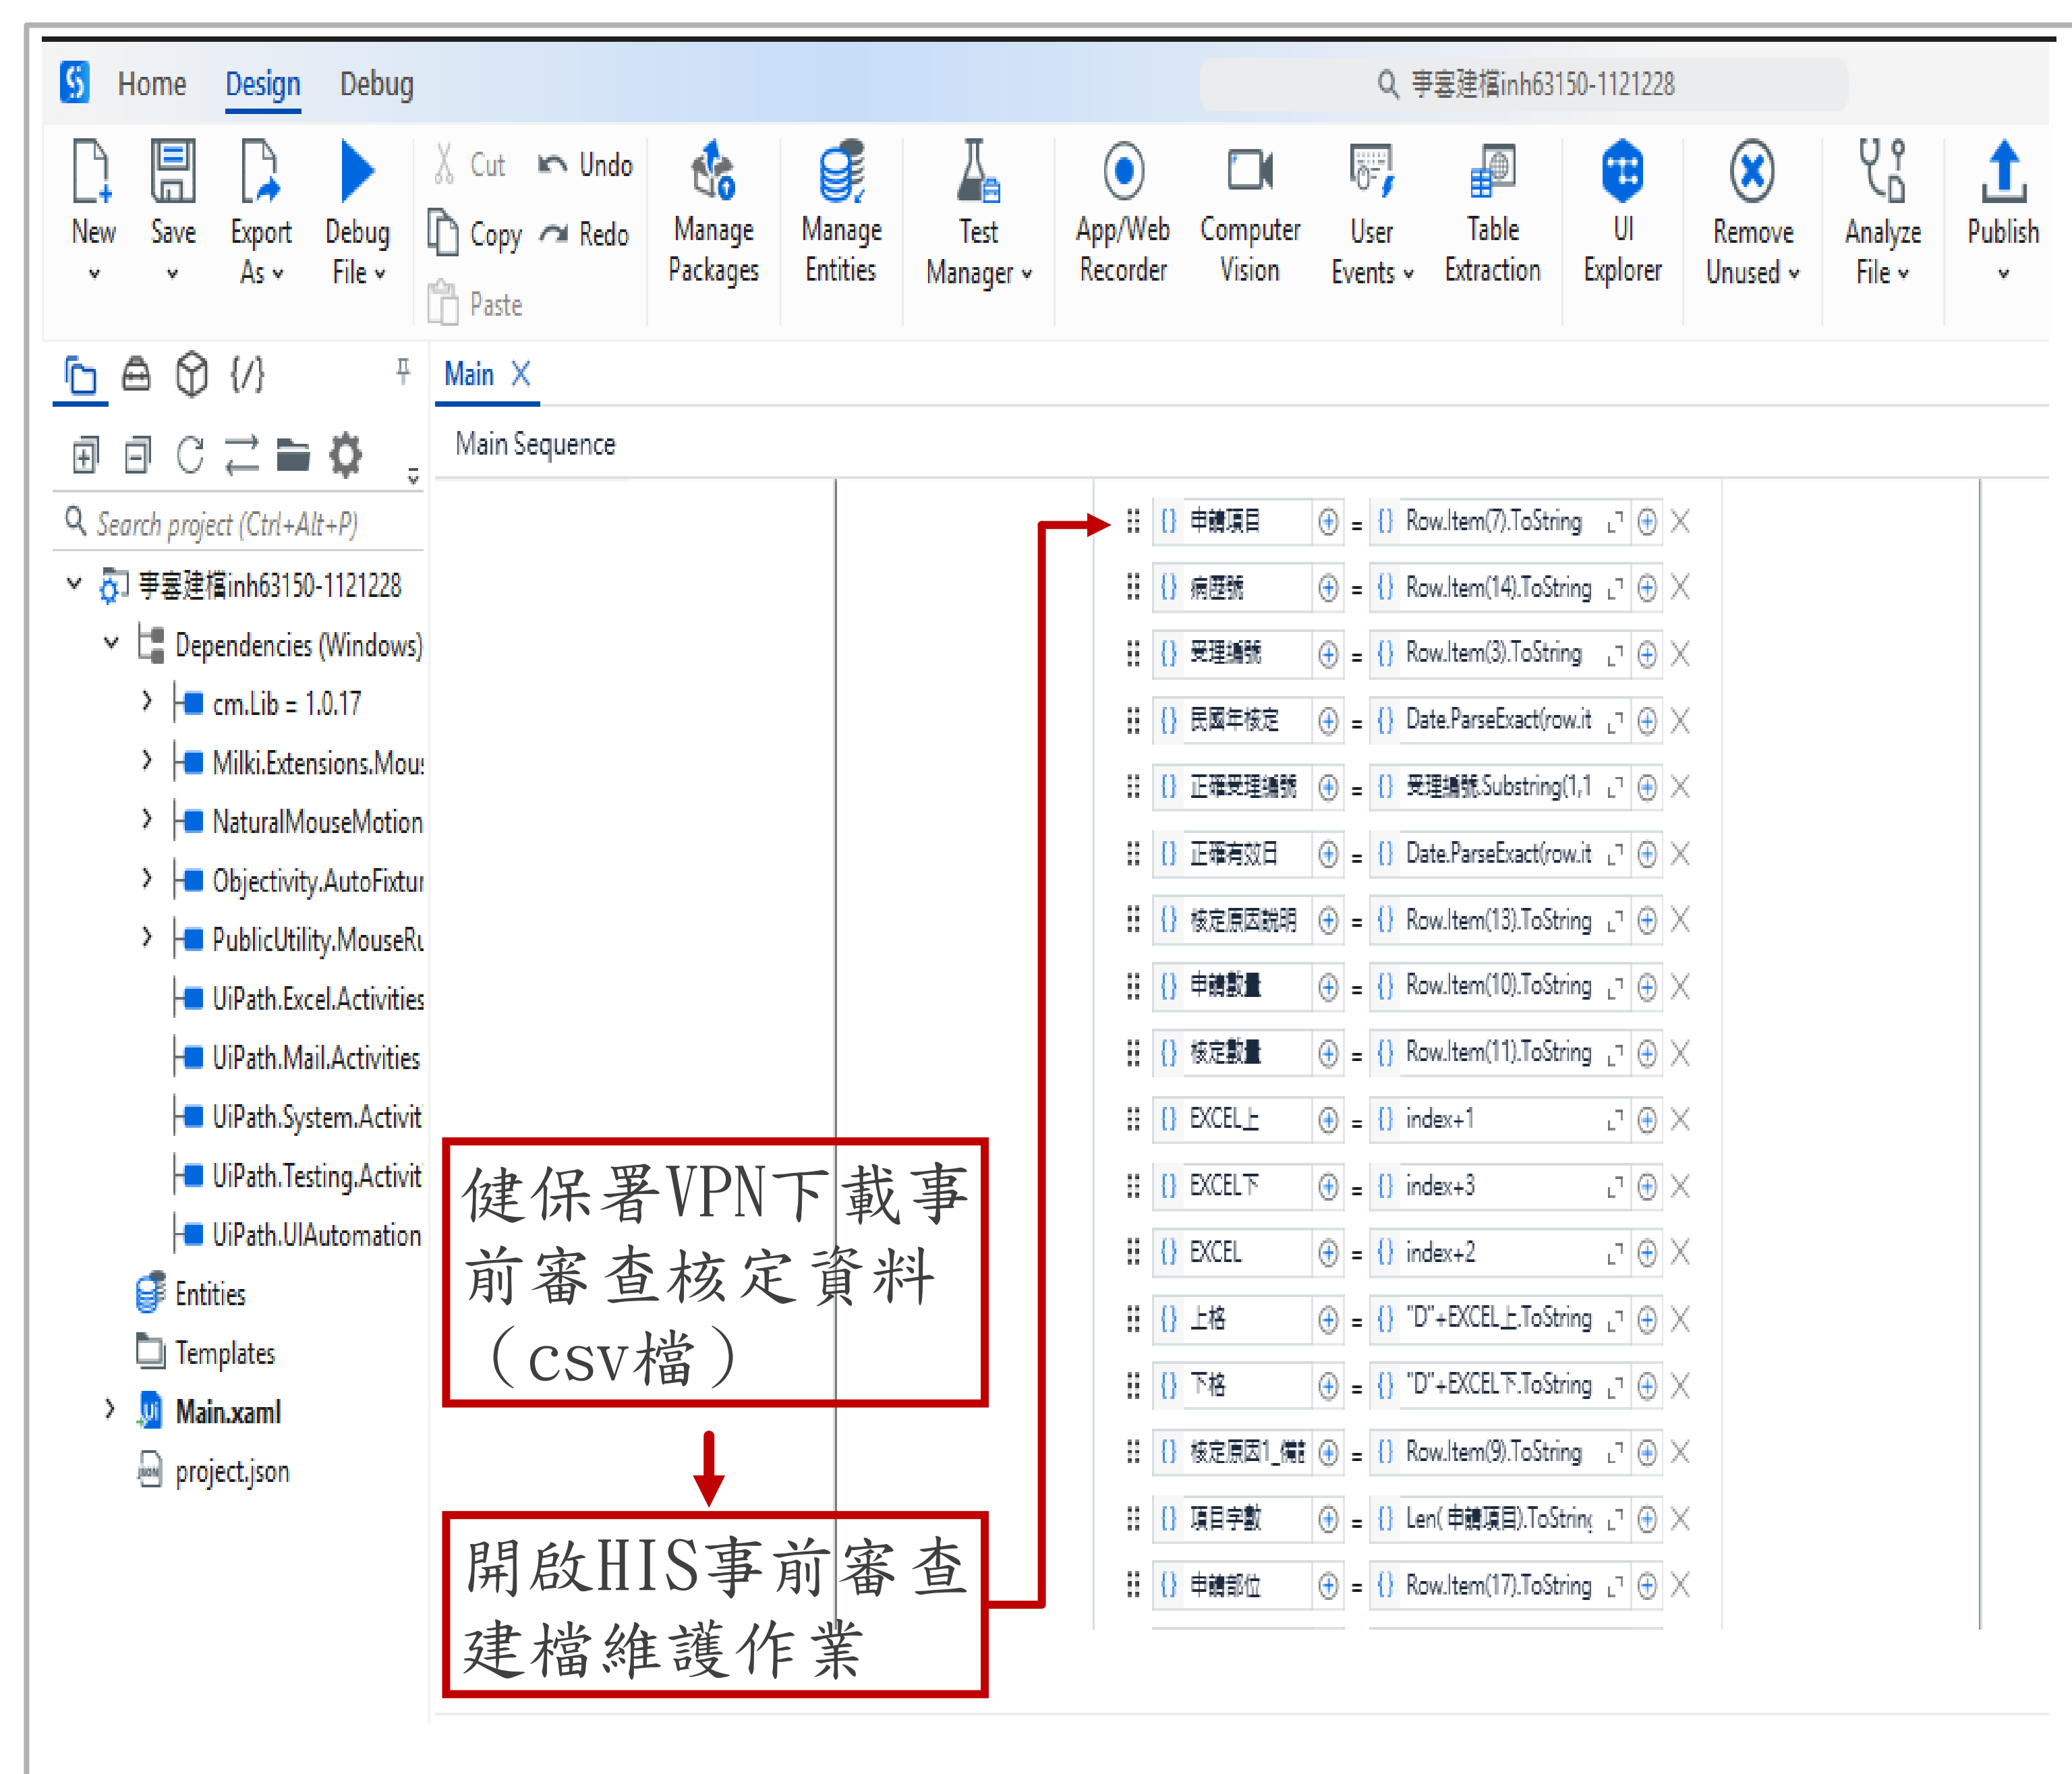 Home Design Debug
事審建檔inh63150-1121228
New
Save
Export As
Debug File
Cut
Undo
Copy
Redo
Paste
Manage Packages
Manage Entities
Test Manager
App/Web Recorder
Computer Vision
User Events
Table Extraction
UI Explorer
Remove Unused
Analyze File
Publish
Main
Main Sequence
Search project (Ctrl+Alt+P)
事審建檔inh63150-1121228
Dependencies (Windows)
cm.Lib = 1.0.17
Milki.Extensions.Mou
NaturalMouseMotion
Objectivity.AutoFixtur
PublicUtility.MouseRu
UiPath.Excel.Activities
UiPath.Mail.Activities
UiPath.System.Activit
UiPath.Testing.Activit
UiPath.UIAutomation
Entities
Templates
Main.xaml
project.json
申請項目 = Row.Item(7).ToString
病歷號 = Row.Item(14).ToString
受理編號 = Row.Item(3).ToString
民國年核定 = Date.ParseExact(row.it
正確受理編號 = 受理編號.Substring(1,1
正確有效日 = Date.ParseExact(row.it
核定原因說明 = Row.Item(13).ToString
申請數量 = Row.Item(10).ToString
核定數量 = Row.Item(11).ToString
EXCEL上 = index+1
EXCEL下 = index+3
EXCEL = index+2
上格 = "D"+EXCEL上.ToString
下格 = "D"+EXCEL下.ToString
核定原因1_備 = Row.Item(9).ToString
項目字數 = Len(申請項目).ToString
申請部位 = Row.Item(17).ToString
健保署VPN下載事
前審查核定資料
（csv檔）
開啟HIS事前審查
建檔維護作業